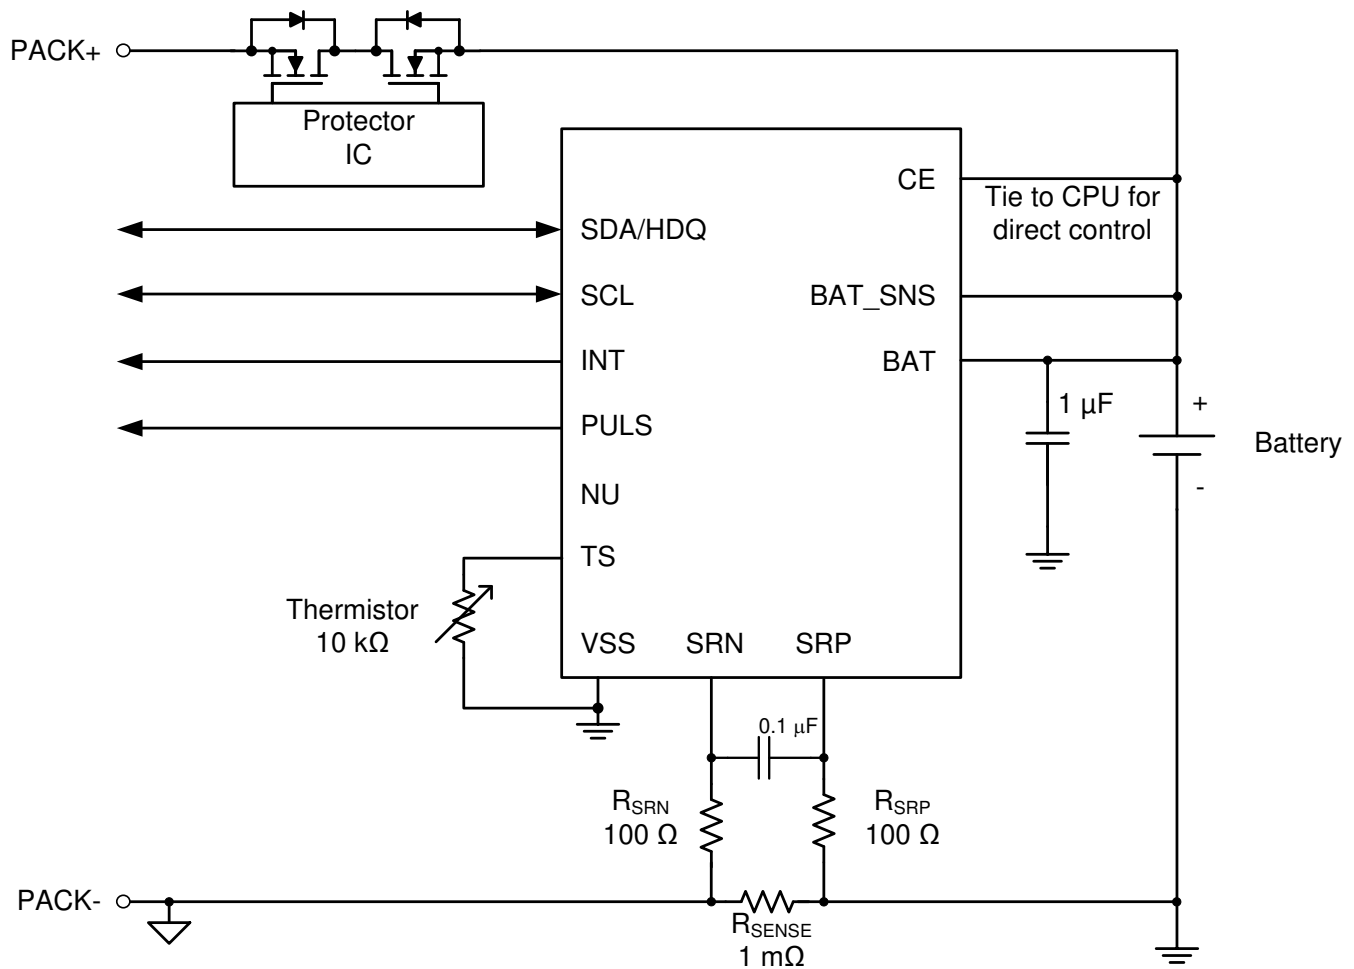 PACK+
Protector
IC
CE
Tie to CPU for
direct control
SDA/HDQ
SCL
BAT_SNS
INT
BAT
1 µF
+
PULS
Battery
-
NU
TS
Thermistor
10 kΩ
VSS
SRN
SRP
0.1 µF
RSRN
100 Ω
RSRP
100 Ω
PACK-
RSENSE
1 mΩ